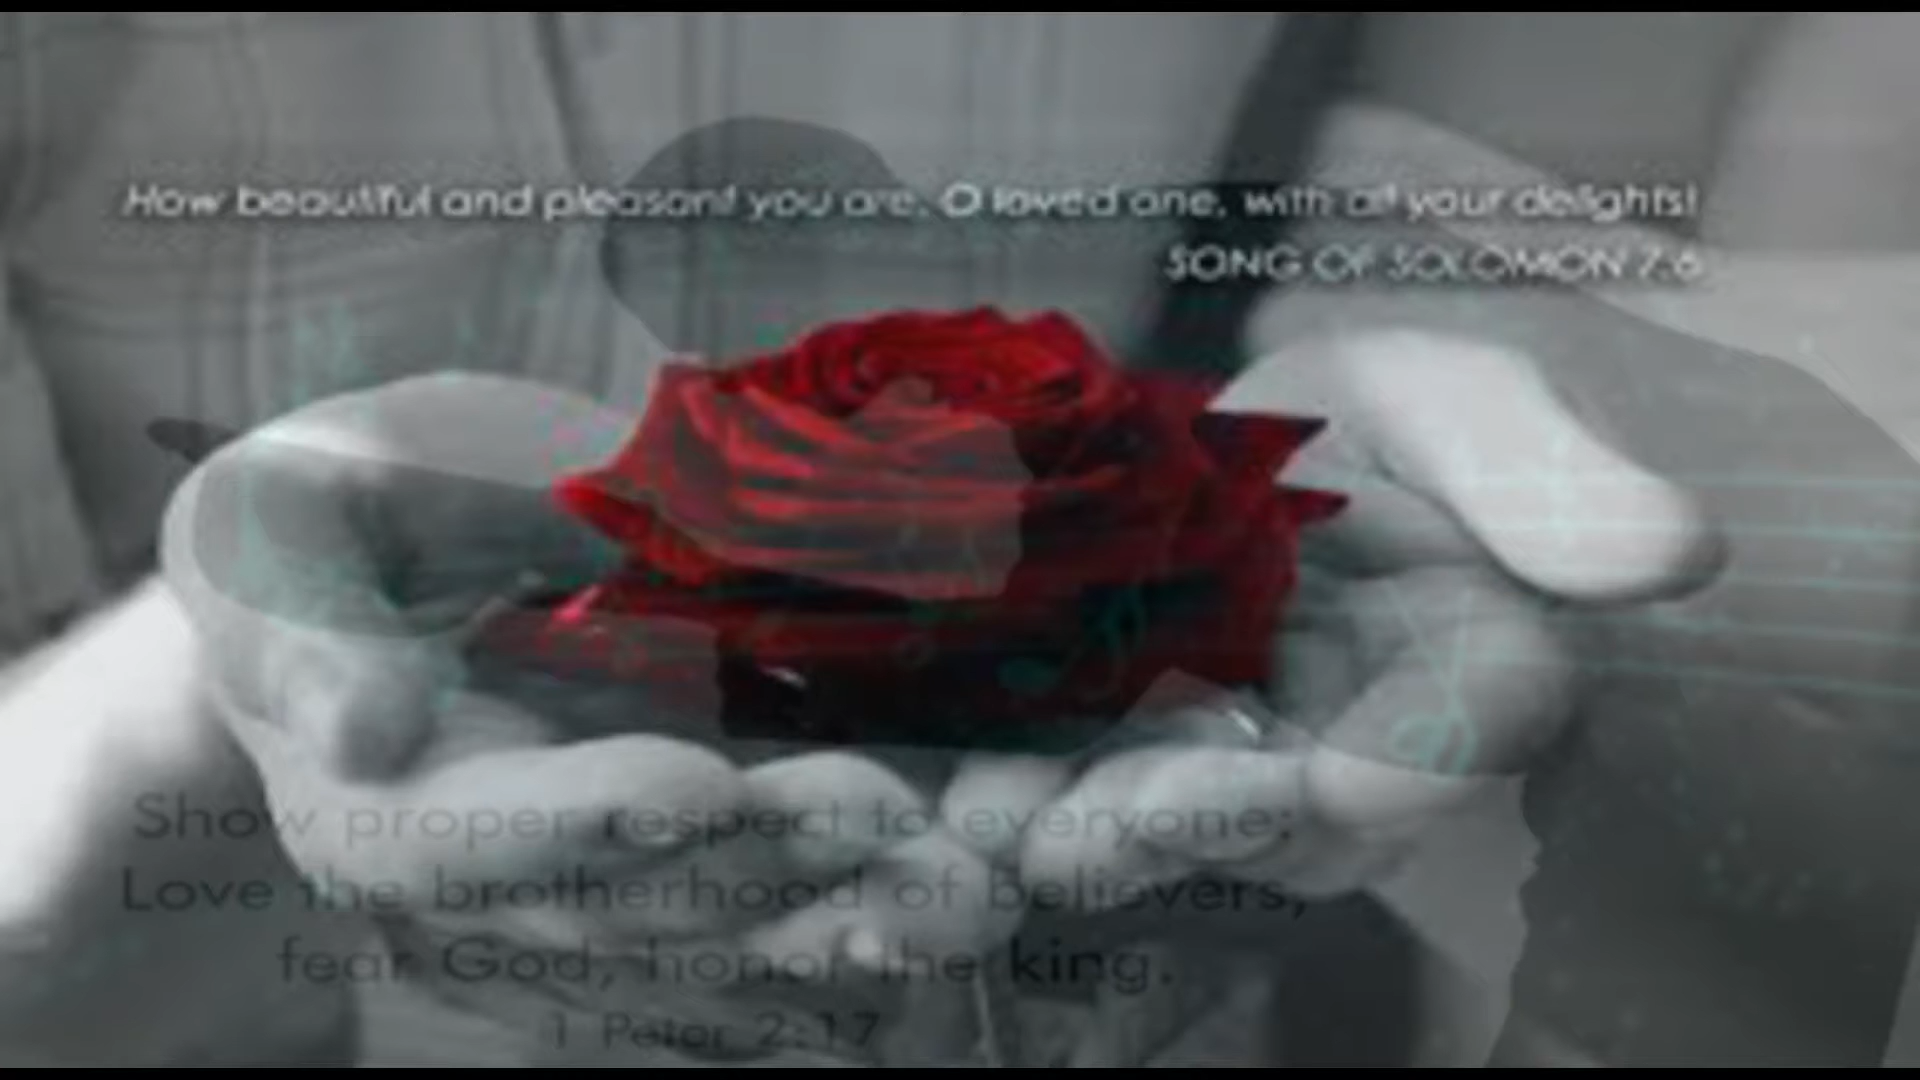 How beautiful and pleasant you are, O loved one, with all your delights!
SONG OF SOLOMON 7:6
Show proper respect to everyone:
Love the brotherhood of believers,
fear God, honor the king.
1 Peter 2:17